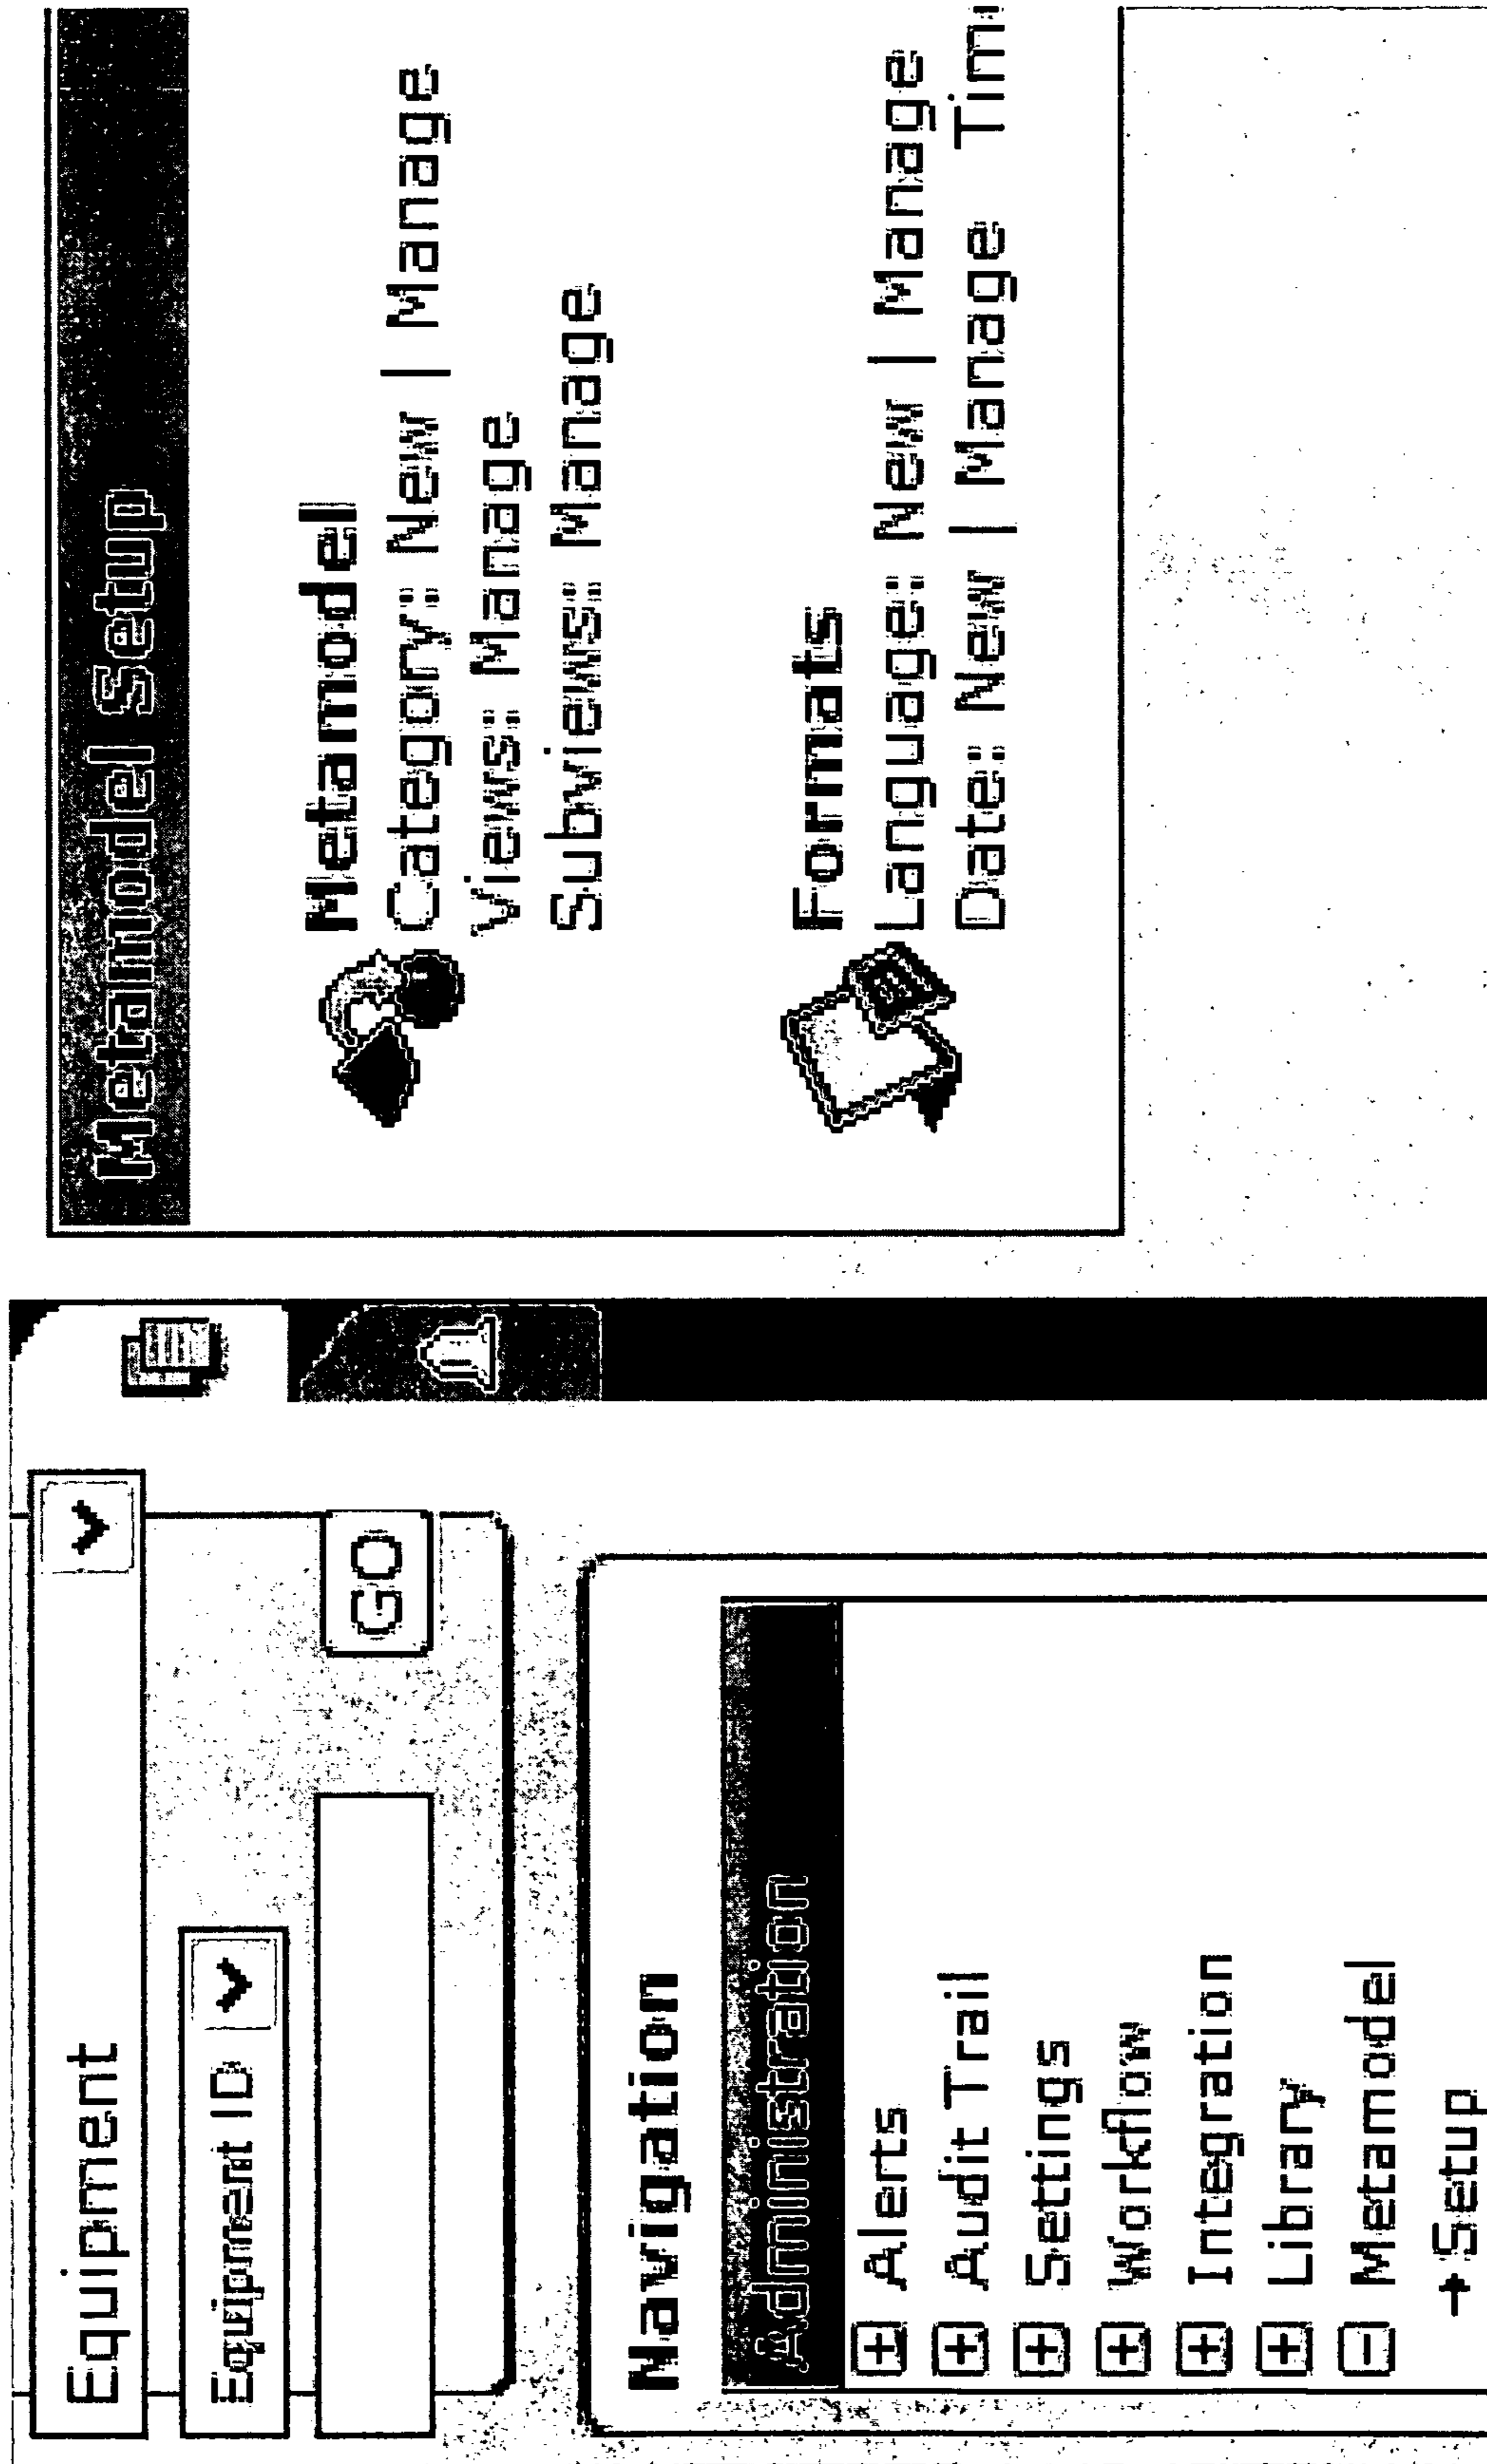 Equipment
Equipment ID
GO
Navigation
Administration
Alerts
Audit Trail
Settings
Workflow
Integration
Library
Metamodel
Setup
Metamodel Setup
Metamodel
Category: New | Manage
Views: Manage
Subviews: Manage
Formats
Language: New | Manage
Date: New | Manage